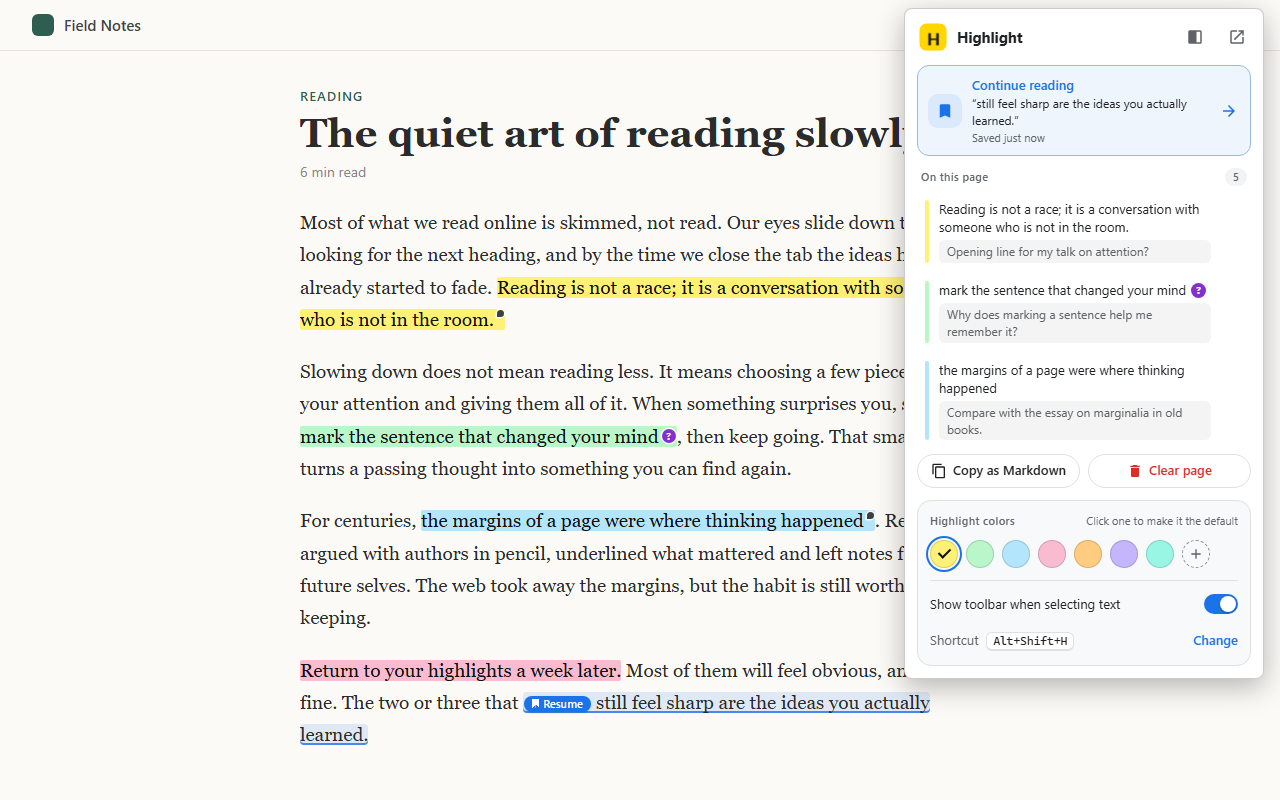 Field Notes
READING
The quiet art of reading slowly
6 min read
Most of what we read online is skimmed, not read. Our eyes slide down
looking for the next heading, and by the time we close the tab the ideas
already started to fade. Reading is not a race; it is a conversation with
who is not in the room.
Slowing down does not mean reading less. It means choosing a few
your attention and giving them all of it. When something surprises you,
mark the sentence that changed your mind ?, then keep going. That
turns a passing thought into something you can find again.
For centuries, the margins of a page were where thinking happened.
argued with authors in pencil, underlined what mattered and left notes
future selves. The web took away the margins, but the habit is still worth
keeping.
Return to your highlights a week later. Most of them will feel obvious,
fine. The two or three that Resume still feel sharp are the ideas you actually
learned.
H Highlight
Continue reading
“still feel sharp are the ideas you actually
learned.”
Saved just now
On this page 5
Reading is not a race; it is a conversation with
someone who is not in the room.
Opening line for my talk on attention?
mark the sentence that changed your mind ?
Why does marking a sentence help me
remember it?
the margins of a page were where thinking
happened
Compare with the essay on marginalia in old
books.
Copy as Markdown Clear page
Highlight colors Click one to make it the default
Show toolbar when selecting text
Shortcut Alt+Shift+H Change